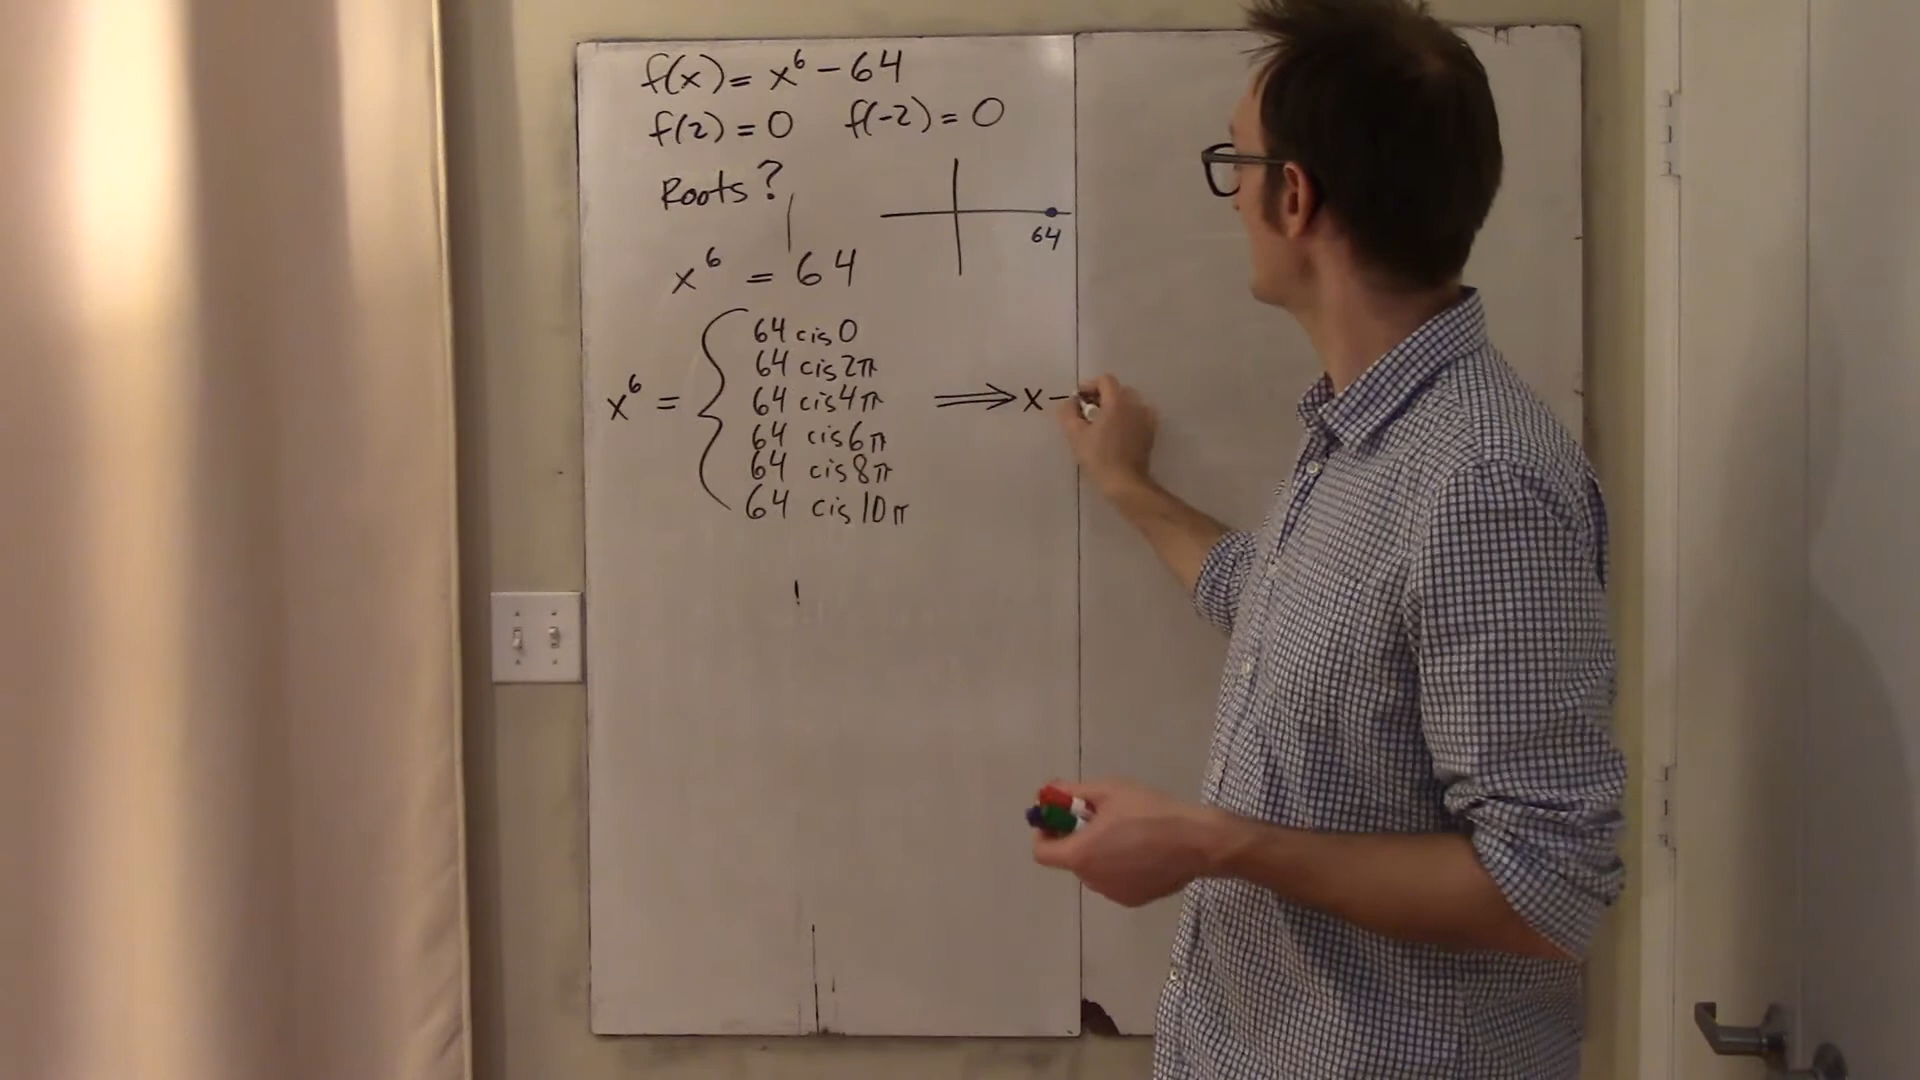 f(x) = x⁶ - 64
f(2) = 0 f(-2) = 0
Roots?
64
x⁶ = 64
64 cis 0
64 cis 2π
x⁶ = { 64 cis 4π ⟹ x -
64 cis 6π
64 cis 8π
64 cis 10π